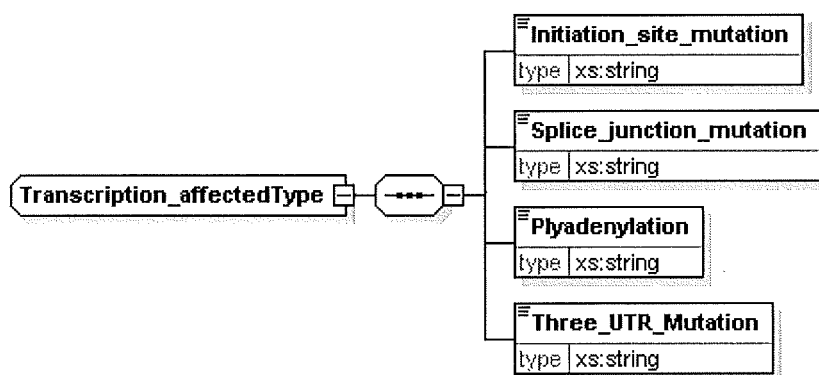 Initiation_site_mutation
type xs:string
Splice_junction_mutation
type xs:string
Transcription_affectedType
Plyadenylation
type xs:string
Three_UTR_Mutation
type xs:string